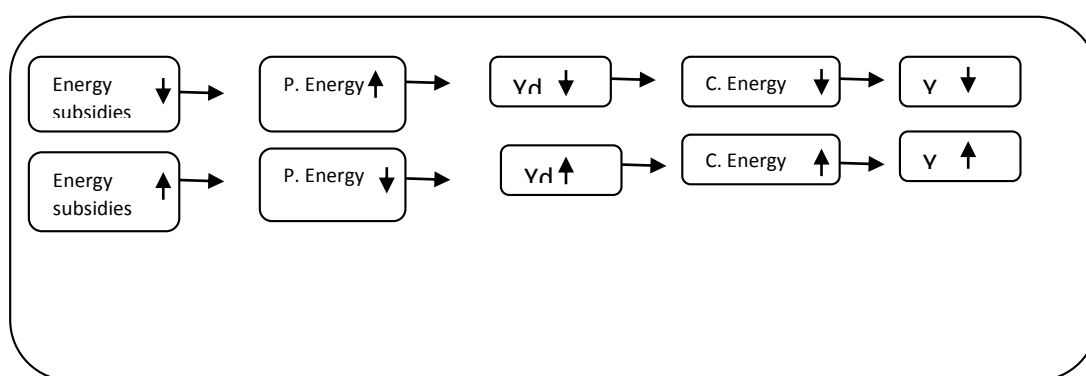 Energy subsidies ↓ → P. Energy ↑ → Yd ↓ → C. Energy ↓ → Y ↓
Energy subsidies ↑ → P. Energy ↓ → Yd ↑ → C. Energy ↑ → Y ↑